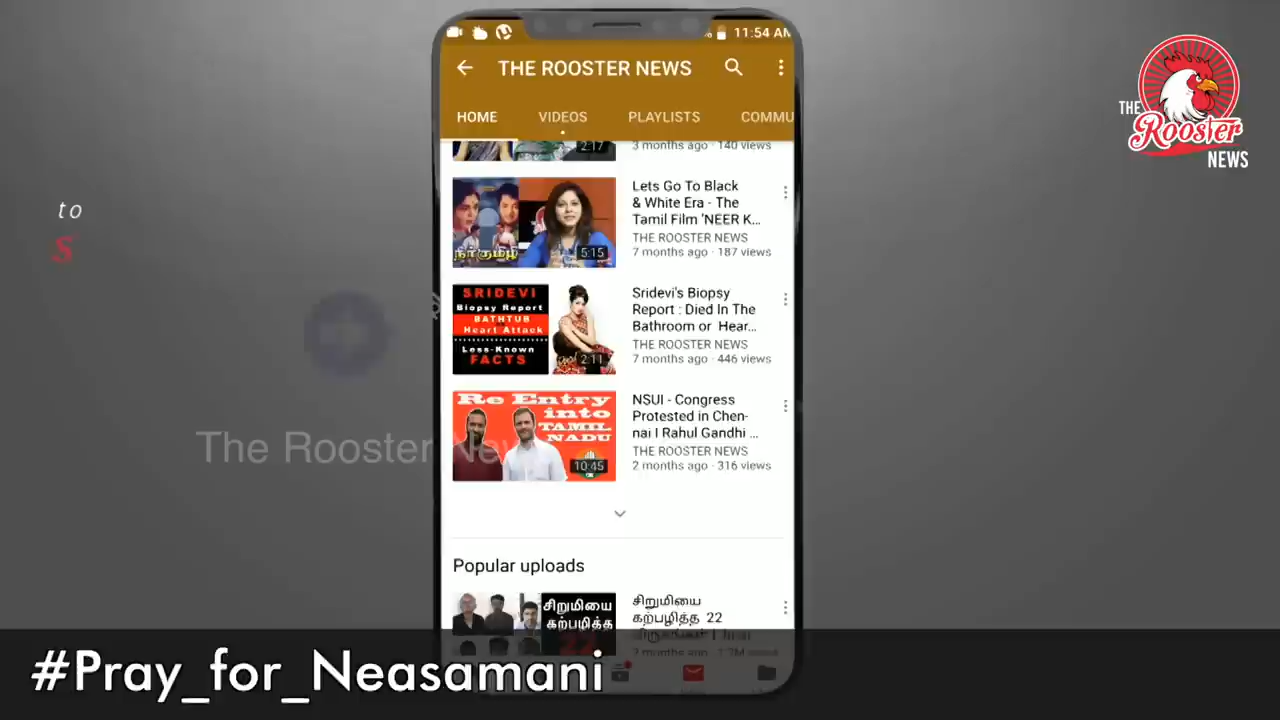 11:54 AM
THE ROOSTER NEWS
HOME VIDEOS PLAYLISTS COMMU
2:17
3 months ago · 140 views
Lets Go To Black
& White Era - The
Tamil Film 'NEER K...
THE ROOSTER NEWS
7 months ago · 187 views
5:15
SRIDEVI
Biopsy Report
BATHTUB
Heart Attack
Less-Known
FACTS
2:11
Sridevi's Biopsy
Report : Died In The
Bathroom or Hear...
THE ROOSTER NEWS
7 months ago · 446 views
Re Entry
into
TAMIL
NADU
10:45
NSUI - Congress
Protested in Chen-
nai I Rahul Gandhi ...
THE ROOSTER NEWS
2 months ago · 316 views
Popular uploads
சிறுமியை
கற்பழித்த
22
சிறுமியை
கற்பழித்த 22
to
S
The Rooster New
THE
Rooster
NEWS
#Pray_for_Neasamani